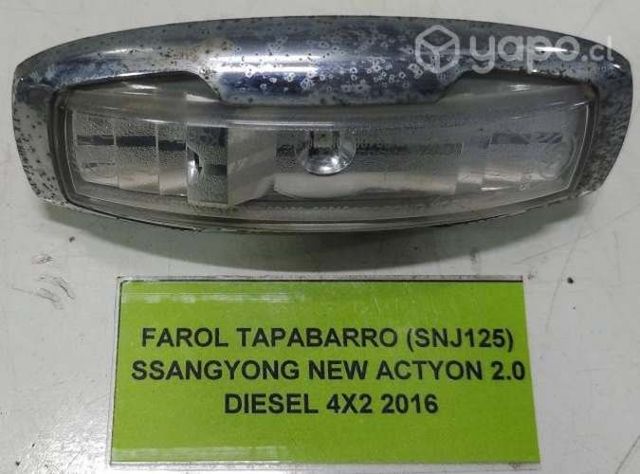 yapo.cl
FAROL TAPABARRO (SNJ125)
SSANGYONG NEW ACTYON 2.0
DIESEL 4X2 2016